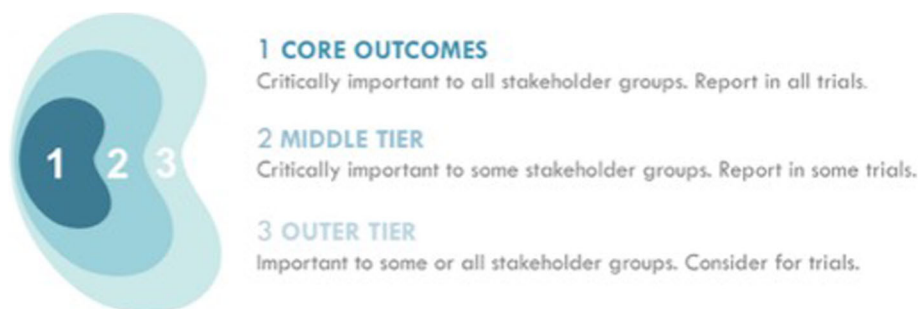 1 CORE OUTCOMES
Critically important to all stakeholder groups. Report in all trials.
1 2 3
2 MIDDLE TIER
Critically important to some stakeholder groups. Report in some trials.
3 OUTER TIER
Important to some or all stakeholder groups. Consider for trials.